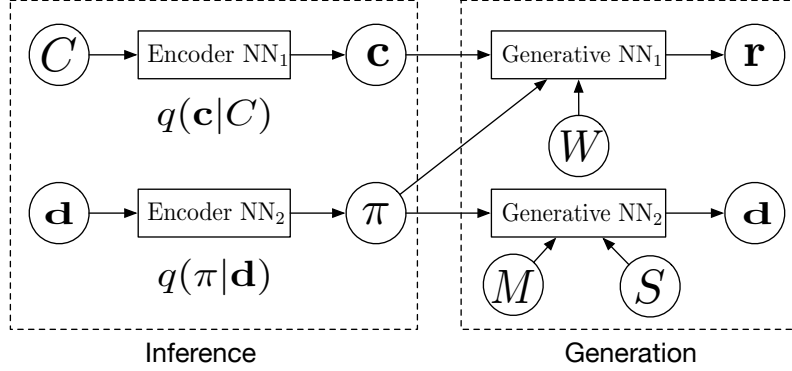 C Encoder NN₁ c Generative NN₁ r
q(c|C)
W
d Encoder NN₂ π Generative NN₂ d
q(π|d)
M S
Inference Generation